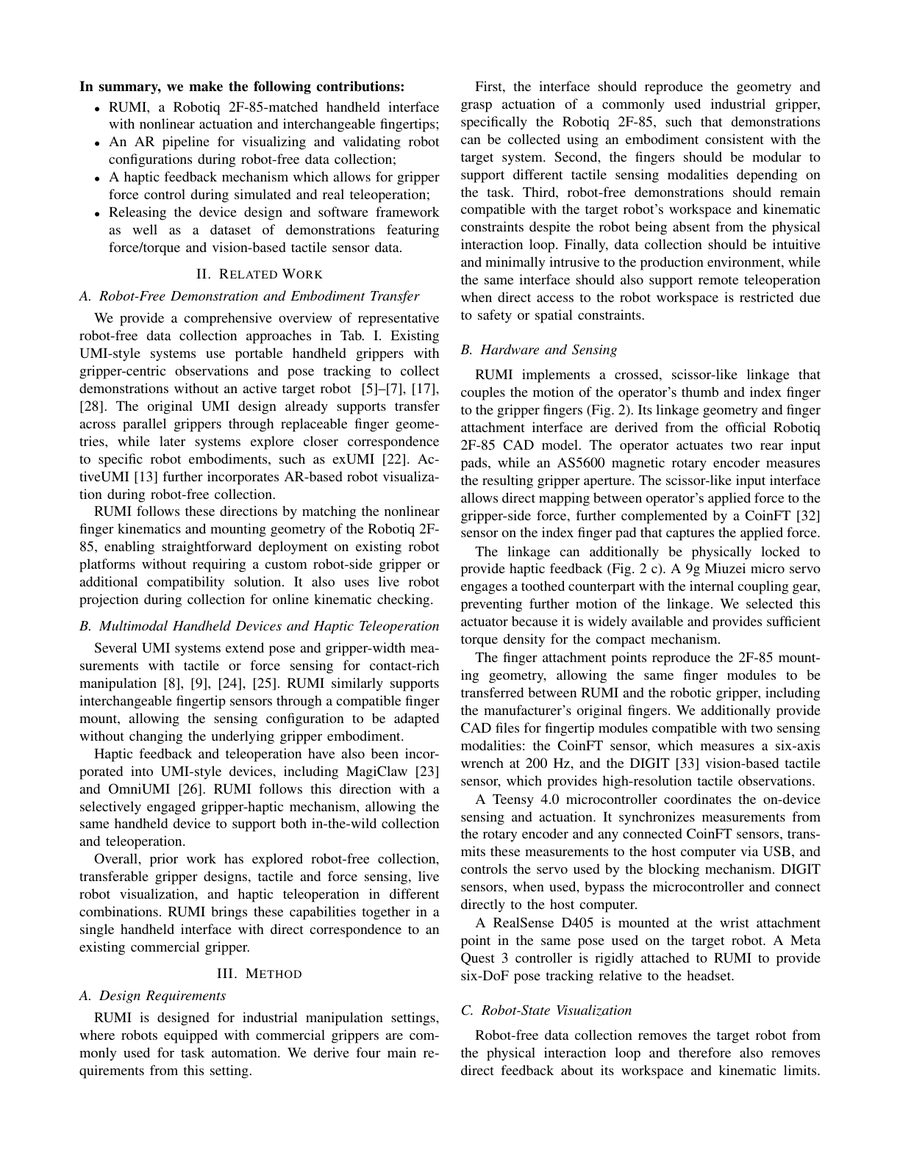 In summary, we make the following contributions:
• RUMI, a Robotiq 2F-85-matched handheld interface
with nonlinear actuation and interchangeable fingertips;
• An AR pipeline for visualizing and validating robot
configurations during robot-free data collection;
• A haptic feedback mechanism which allows for gripper
force control during simulated and real teleoperation;
• Releasing the device design and software framework
as well as a dataset of demonstrations featuring
force/torque and vision-based tactile sensor data.
II. RELATED WORK
A. Robot-Free Demonstration and Embodiment Transfer
We provide a comprehensive overview of representative
robot-free data collection approaches in Tab. I. Existing
UMI-style systems use portable handheld grippers with
gripper-centric observations and pose tracking to collect
demonstrations without an active target robot [5]–[7], [17],
[28]. The original UMI design already supports transfer
across parallel grippers through replaceable finger geome-
tries, while later systems explore closer correspondence
to specific robot embodiments, such as exUMI [22]. Ac-
tiveUMI [13] further incorporates AR-based robot visualiza-
tion during robot-free collection.
RUMI follows these directions by matching the nonlinear
finger kinematics and mounting geometry of the Robotiq 2F-
85, enabling straightforward deployment on existing robot
platforms without requiring a custom robot-side gripper or
additional compatibility solution. It also uses live robot
projection during collection for online kinematic checking.
B. Multimodal Handheld Devices and Haptic Teleoperation
Several UMI systems extend pose and gripper-width mea-
surements with tactile or force sensing for contact-rich
manipulation [8], [9], [24], [25]. RUMI similarly supports
interchangeable fingertip sensors through a compatible finger
mount, allowing the sensing configuration to be adapted
without changing the underlying gripper embodiment.
Haptic feedback and teleoperation have also been incor-
porated into UMI-style devices, including MagiClaw [23]
and OmniUMI [26]. RUMI follows this direction with a
selectively engaged gripper-haptic mechanism, allowing the
same handheld device to support both in-the-wild collection
and teleoperation.
Overall, prior work has explored robot-free collection,
transferable gripper designs, tactile and force sensing, live
robot visualization, and haptic teleoperation in different
combinations. RUMI brings these capabilities together in a
single handheld interface with direct correspondence to an
existing commercial gripper.
III. METHOD
A. Design Requirements
RUMI is designed for industrial manipulation settings,
where robots equipped with commercial grippers are com-
monly used for task automation. We derive four main re-
quirements from this setting.
First, the interface should reproduce the geometry and
grasp actuation of a commonly used industrial gripper,
specifically the Robotiq 2F-85, such that demonstrations
can be collected using an embodiment consistent with the
target system. Second, the fingers should be modular to
support different tactile sensing modalities depending on
the task. Third, robot-free demonstrations should remain
compatible with the target robot's workspace and kinematic
constraints despite the robot being absent from the physical
interaction loop. Finally, data collection should be intuitive
and minimally intrusive to the production environment, while
the same interface should also support remote teleoperation
when direct access to the robot workspace is restricted due
to safety or spatial constraints.
B. Hardware and Sensing
RUMI implements a crossed, scissor-like linkage that
couples the motion of the operator's thumb and index finger
to the gripper fingers (Fig. 2). Its linkage geometry and finger
attachment interface are derived from the official Robotiq
2F-85 CAD model. The operator actuates two rear input
pads, while an AS5600 magnetic rotary encoder measures
the resulting gripper aperture. The scissor-like input interface
allows direct mapping between operator's applied force to the
gripper-side force, further complemented by a CoinFT [32]
sensor on the index finger pad that captures the applied force.
The linkage can additionally be physically locked to
provide haptic feedback (Fig. 2 c). A 9g Miuzei micro servo
engages a toothed counterpart with the internal coupling gear,
preventing further motion of the linkage. We selected this
actuator because it is widely available and provides sufficient
torque density for the compact mechanism.
The finger attachment points reproduce the 2F-85 mount-
ing geometry, allowing the same finger modules to be
transferred between RUMI and the robotic gripper, including
the manufacturer's original fingers. We additionally provide
CAD files for fingertip modules compatible with two sensing
modalities: the CoinFT sensor, which measures a six-axis
wrench at 200 Hz, and the DIGIT [33] vision-based tactile
sensor, which provides high-resolution tactile observations.
A Teensy 4.0 microcontroller coordinates the on-device
sensing and actuation. It synchronizes measurements from
the rotary encoder and any connected CoinFT sensors, trans-
mits these measurements to the host computer via USB, and
controls the servo used by the blocking mechanism. DIGIT
sensors, when used, bypass the microcontroller and connect
directly to the host computer.
A RealSense D405 is mounted at the wrist attachment
point in the same pose used on the target robot. A Meta
Quest 3 controller is rigidly attached to RUMI to provide
six-DoF pose tracking relative to the headset.
C. Robot-State Visualization
Robot-free data collection removes the target robot from
the physical interaction loop and therefore also removes
direct feedback about its workspace and kinematic limits.